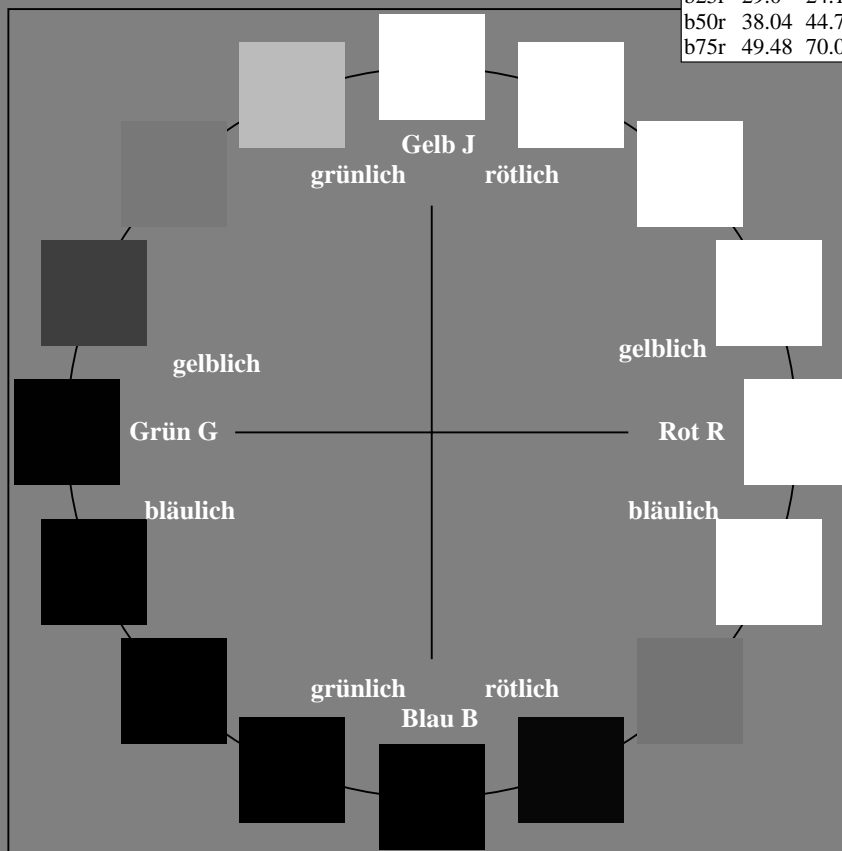 b50r 38.04 44.7
b75r 49.48 70.0
Gelb J
grünlich rötlich
gelblich
gelblich
Grün G Rot R
bläulich bläulich
grünlich rötlich
Blau B